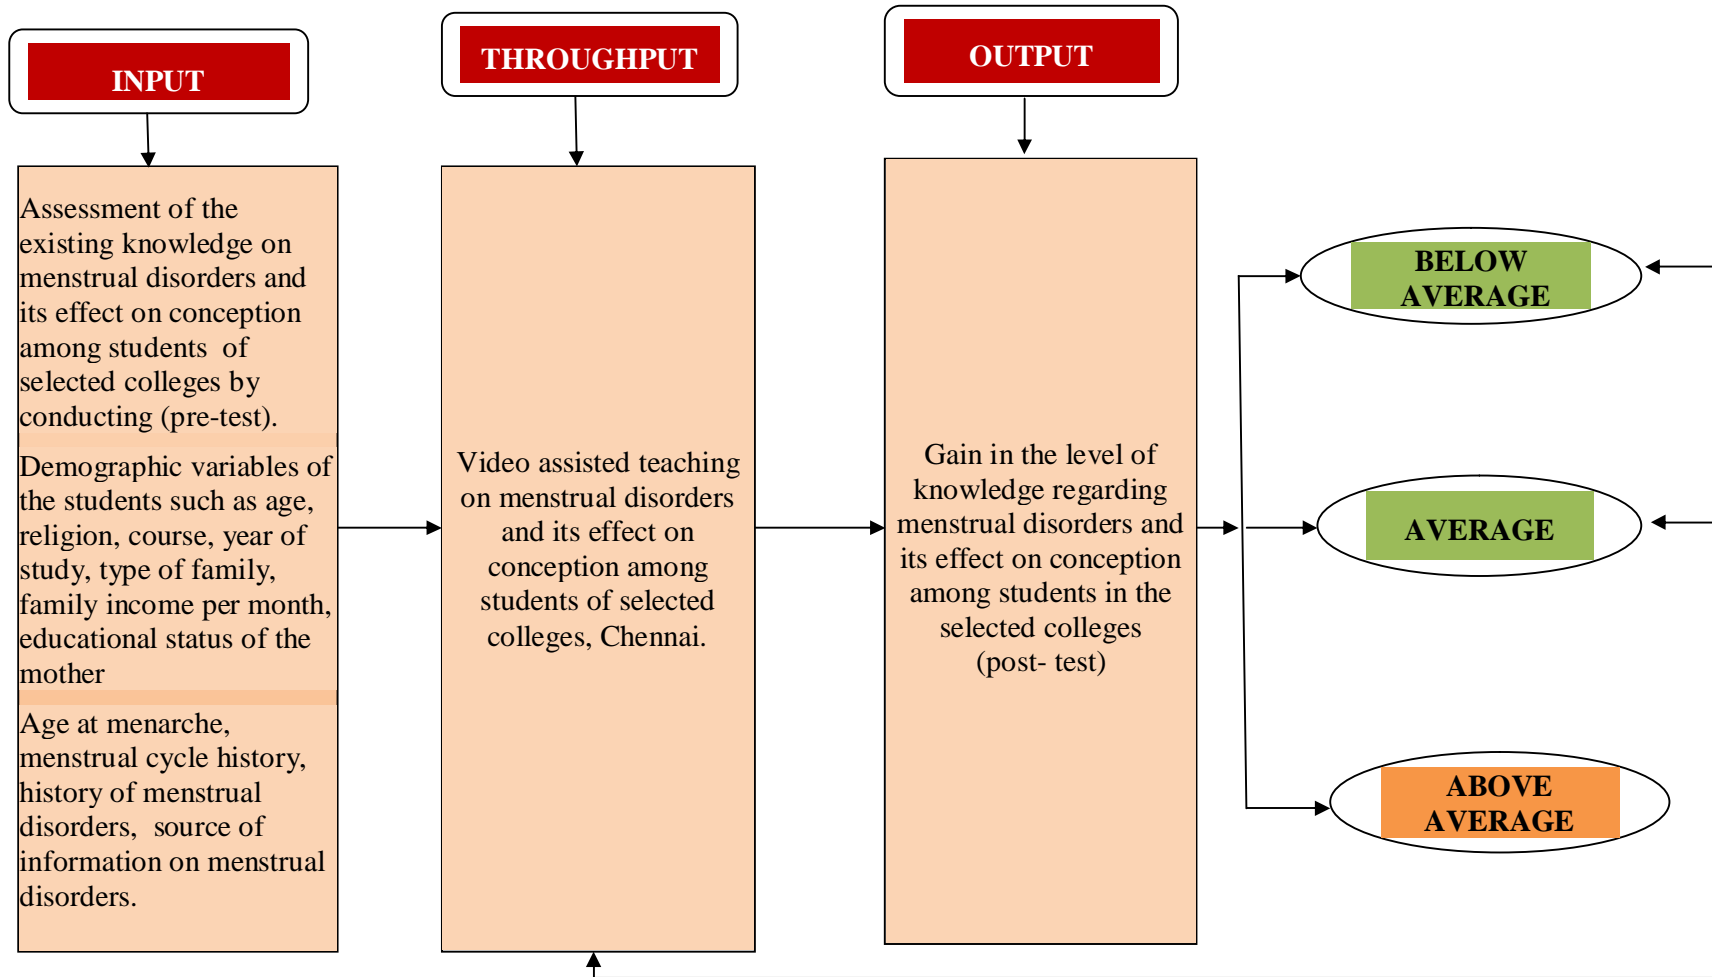 INPUT
THROUGHPUT
OUTPUT
Assessment of the
existing knowledge on
menstrual disorders and
its effect on conception
among students of
selected colleges by
conducting (pre-test).
Demographic variables of
the students such as age,
religion, course, year of
study, type of family,
family income per month,
educational status of the
mother
Age at menarche,
menstrual cycle history,
history of menstrual
disorders, source of
information on menstrual
disorders.
Video assisted teaching
on menstrual disorders
and its effect on
conception among
students of selected
colleges, Chennai.
Gain in the level of
knowledge regarding
menstrual disorders and
its effect on conception
among students in the
selected colleges
(post- test)
BELOW
AVERAGE
AVERAGE
ABOVE
AVERAGE